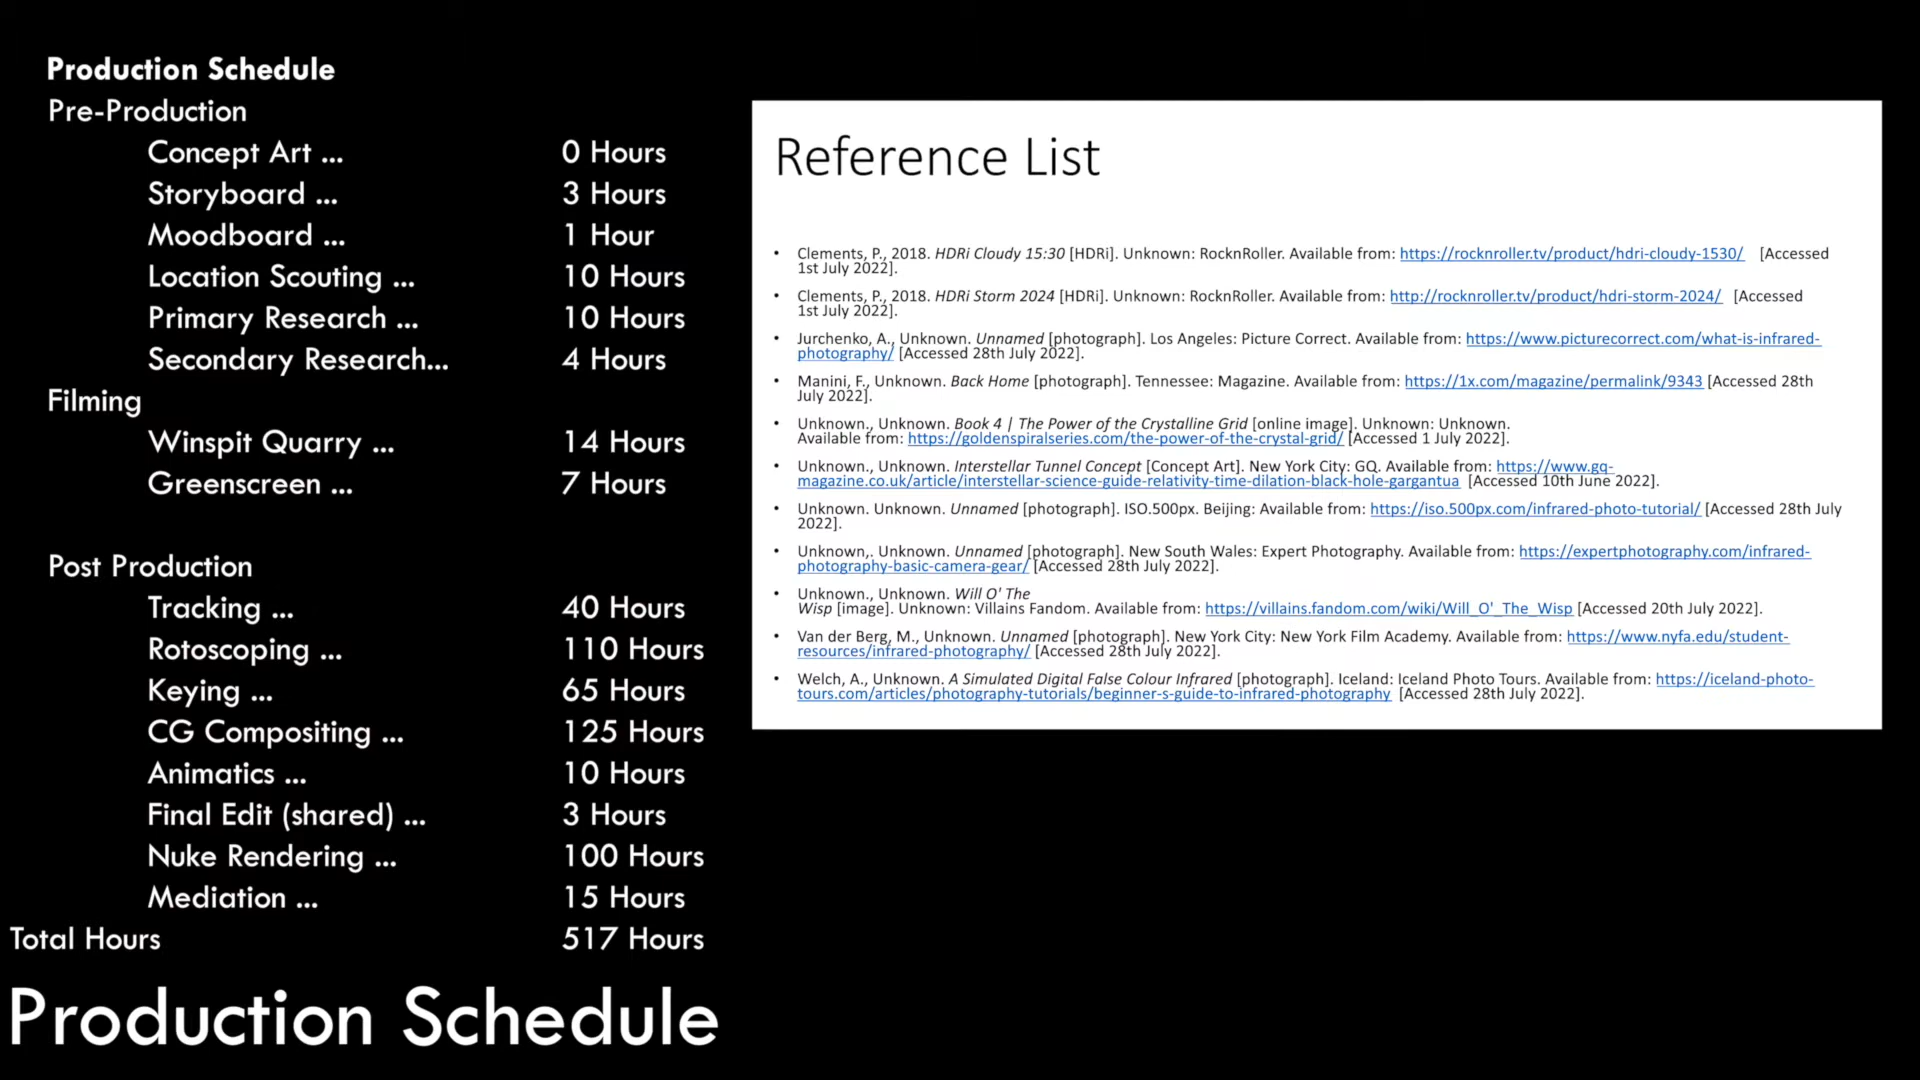 Production Schedule
Pre-Production
Concept Art ... 0 Hours
Storyboard ... 3 Hours
Moodboard ... 1 Hour
Location Scouting ... 10 Hours
Primary Research ... 10 Hours
Secondary Research... 4 Hours
Filming
Winspit Quarry ... 14 Hours
Greenscreen ... 7 Hours
Post Production
Tracking ... 40 Hours
Rotoscoping ... 110 Hours
Keying ... 65 Hours
CG Compositing ... 125 Hours
Animatics ... 10 Hours
Final Edit (shared) ... 3 Hours
Nuke Rendering ... 100 Hours
Mediation ... 15 Hours
Total Hours 517 Hours
Production Schedule
Reference List
• Clements, P., 2018. HDRi Cloudy 15:30 [HDRi]. Unknown: RocknRoller. Available from: https://rocknroller.tv/product/hdri-cloudy-1530/ [Accessed
1st July 2022].
• Clements, P., 2018. HDRi Storm 2024 [HDRi]. Unknown: RocknRoller. Available from: http://rocknroller.tv/product/hdri-storm-2024/ [Accessed
1st July 2022].
• Jurchenko, A., Unknown. Unnamed [photograph]. Los Angeles: Picture Correct. Available from: https://www.picturecorrect.com/what-is-infrared-
photography/ [Accessed 28th July 2022].
• Manini, F., Unknown. Back Home [photograph]. Tennessee: Magazine. Available from: https://1x.com/magazine/permalink/9343 [Accessed 28th
July 2022].
• Unknown., Unknown. Book 4 | The Power of the Crystalline Grid [online image]. Unknown: Unknown.
Available from: https://goldenspiralseries.com/the-power-of-the-crystal-grid/ [Accessed 1 July 2022].
• Unknown., Unknown. Interstellar Tunnel Concept [Concept Art]. New York City: GQ. Available from: https://www.gq-
magazine.co.uk/article/interstellar-science-guide-relativity-time-dilation-black-hole-gargantua [Accessed 10th June 2022].
• Unknown. Unknown. Unnamed [photograph]. ISO.500px. Beijing: Available from: https://iso.500px.com/infrared-photo-tutorial/ [Accessed 28th July
2022].
• Unknown,. Unknown. Unnamed [photograph]. New South Wales: Expert Photography. Available from: https://expertphotography.com/infrared-
photography-basic-camera-gear/ [Accessed 28th July 2022].
• Unknown., Unknown. Will O' The
Wisp [image]. Unknown: Villains Fandom. Available from: https://villains.fandom.com/wiki/Will_O'_The_Wisp [Accessed 20th July 2022].
• Van der Berg, M., Unknown. Unnamed [photograph]. New York City: New York Film Academy. Available from: https://www.nyfa.edu/student-
resources/infrared-photography/ [Accessed 28th July 2022].
• Welch, A., Unknown. A Simulated Digital False Colour Infrared [photograph]. Iceland: Iceland Photo Tours. Available from: https://iceland-photo-
tours.com/articles/photography-tutorials/beginner-s-guide-to-infrared-photography [Accessed 28th July 2022].